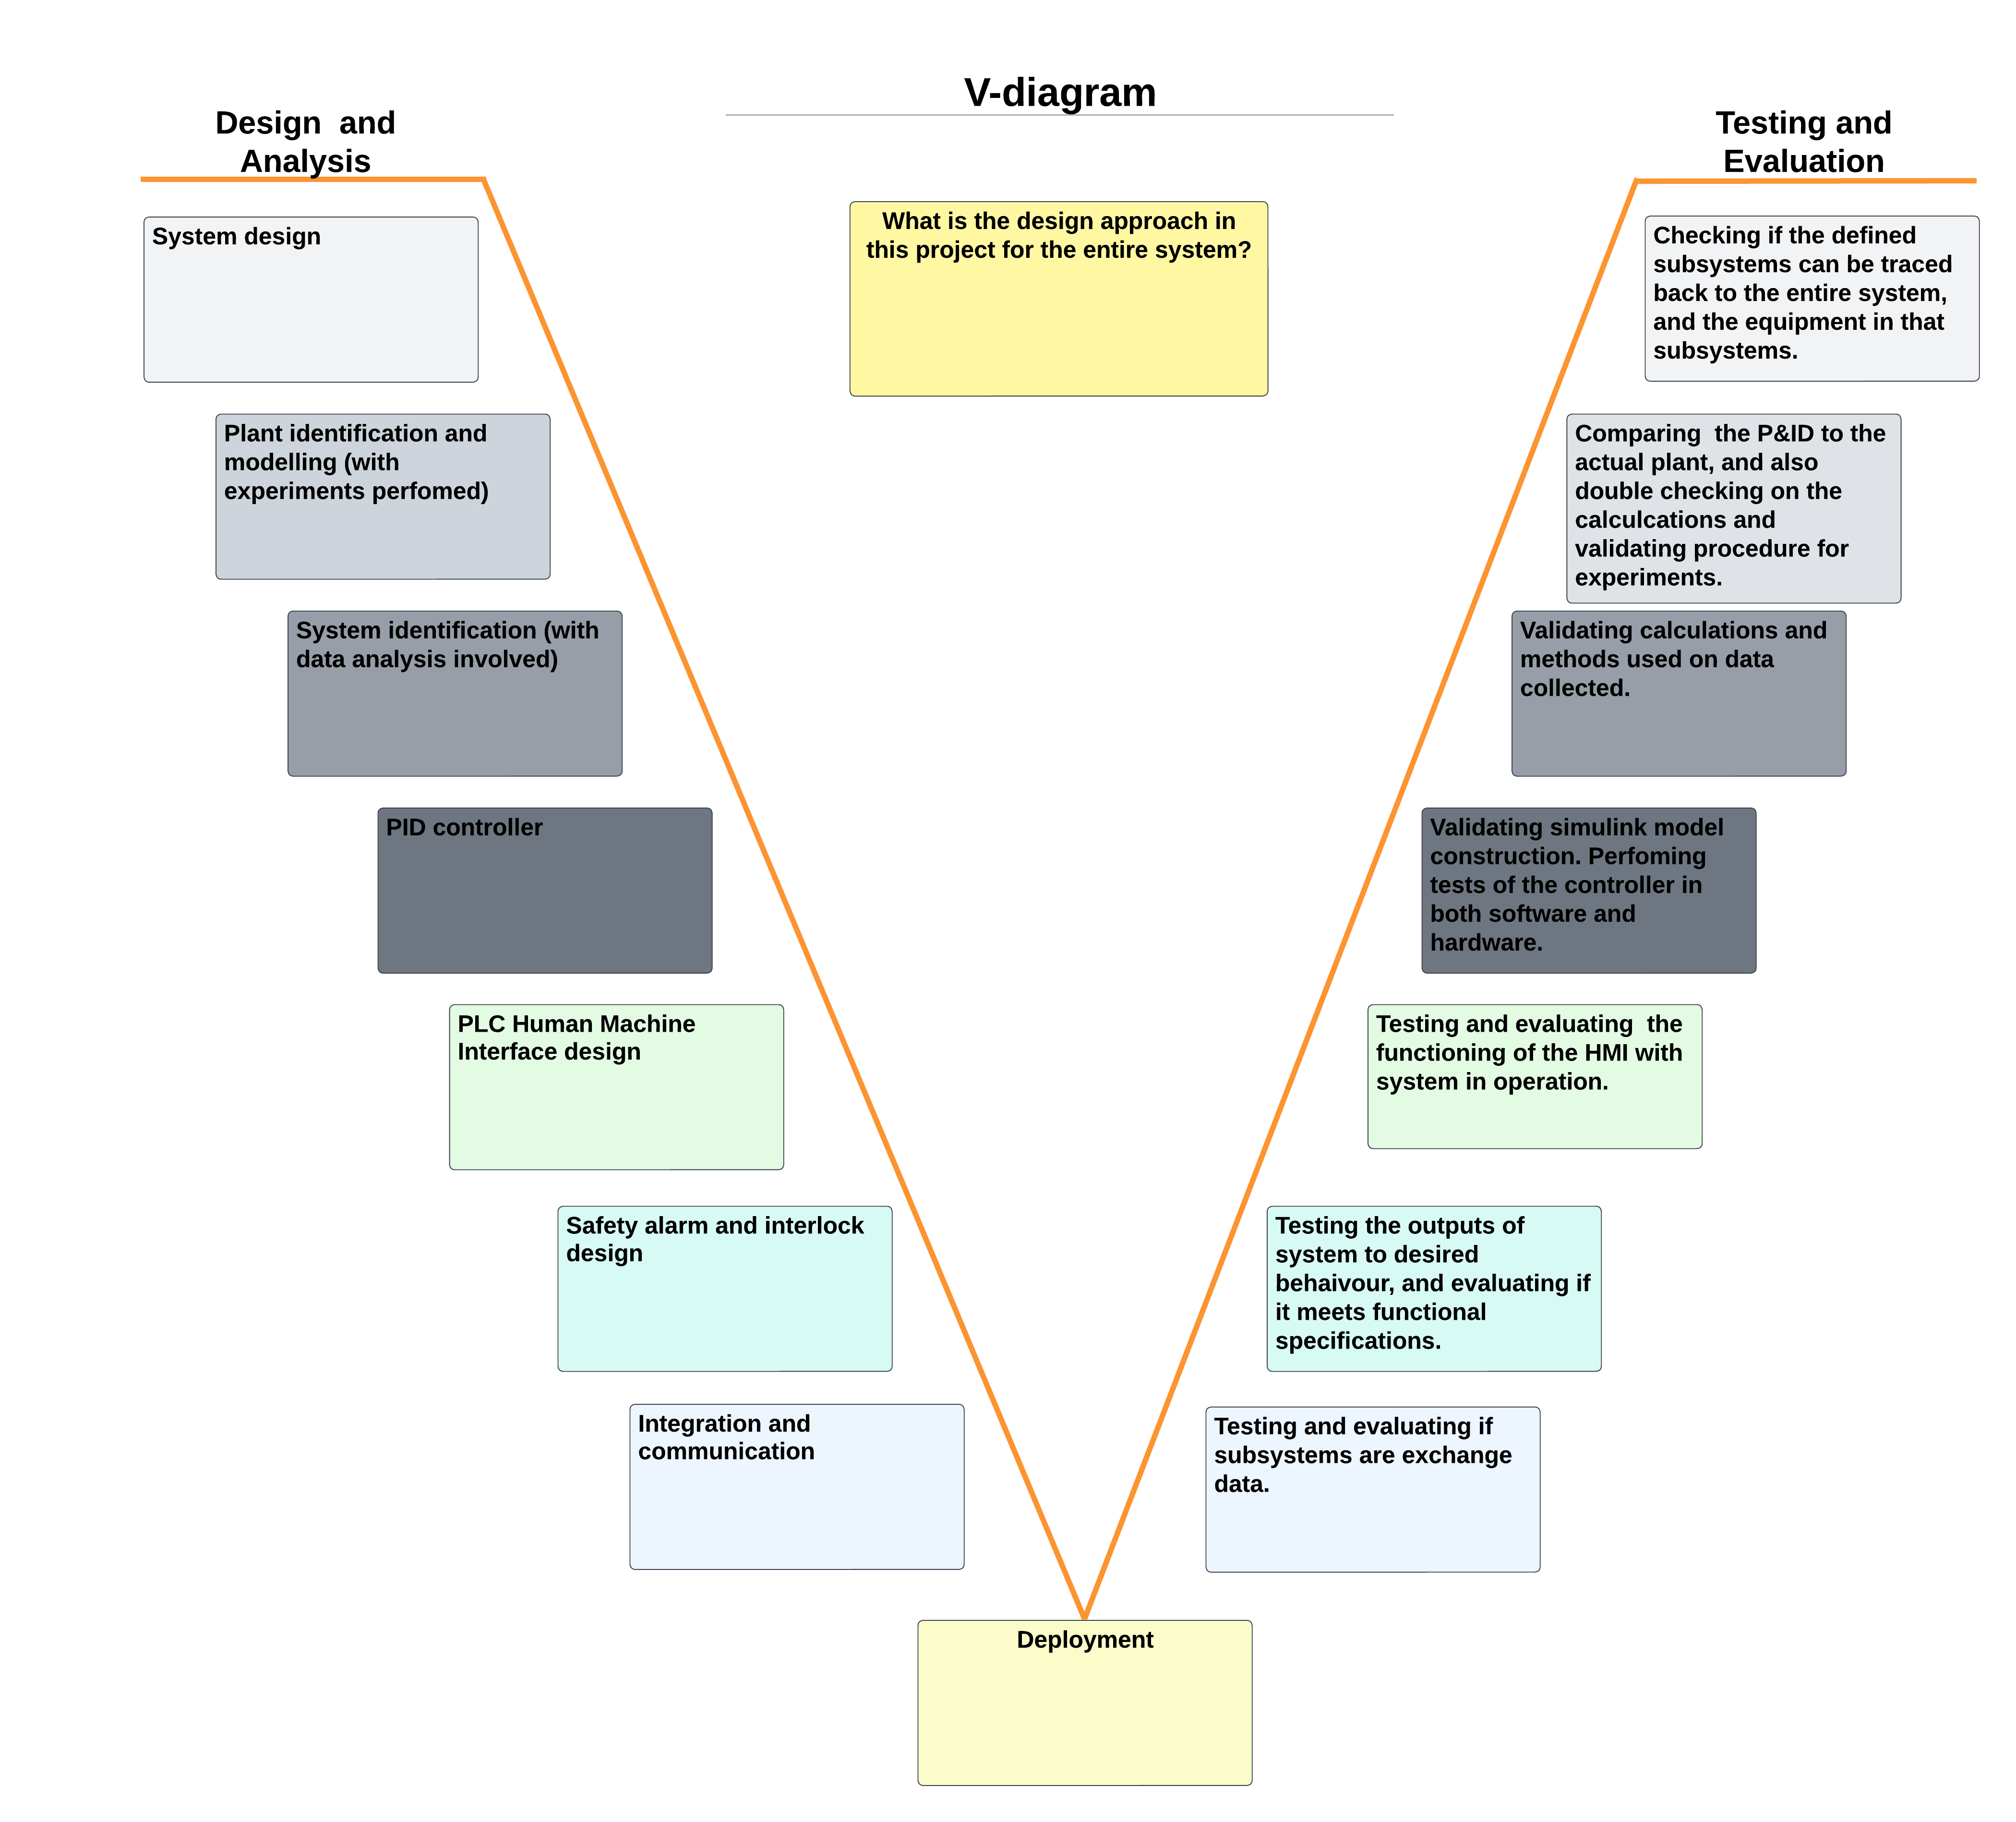 V-diagram
Design  and
Analysis
Testing and
Evaluation
What is the design approach in
this project for the entire system?
System design
Checking if the defined
subsystems can be traced
back to the entire system,
and the equipment in that
subsystems.
Plant identification and
modelling (with
experiments perfomed)
Comparing  the P&ID to the
actual plant, and also
double checking on the
calculcations and
validating procedure for
experiments.
System identification (with
data analysis involved)
Validating calculations and
methods used on data
collected.
PID controller
Validating simulink model
construction. Perfoming
tests of the controller in
both software and
hardware.
PLC Human Machine
Interface design
Testing and evaluating  the
functioning of the HMI with
system in operation.
Safety alarm and interlock
design
Testing the outputs of
system to desired
behaivour, and evaluating if
it meets functional
specifications.
Integration and
communication
Testing and evaluating if
subsystems are exchange
data.
Deployment